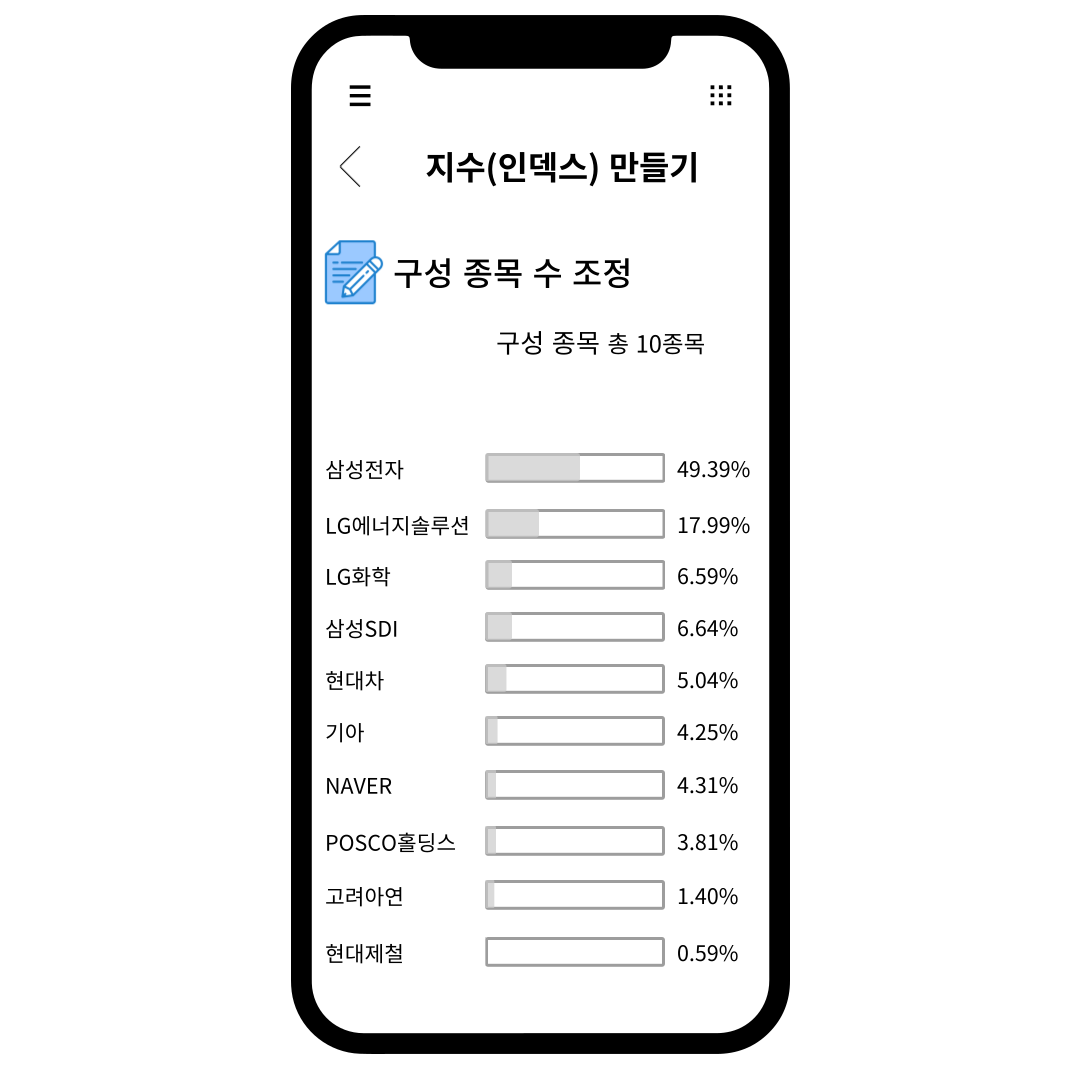 지수(인덱스) 만들기
구성 종목 수 조정
구성 종목 총 10종목
삼성전자 49.39%
LG에너지솔루션 17.99%
LG화학 6.59%
삼성SDI 6.64%
현대차 5.04%
기아 4.25%
NAVER 4.31%
POSCO홀딩스 3.81%
고려아연 1.40%
현대제철 0.59%